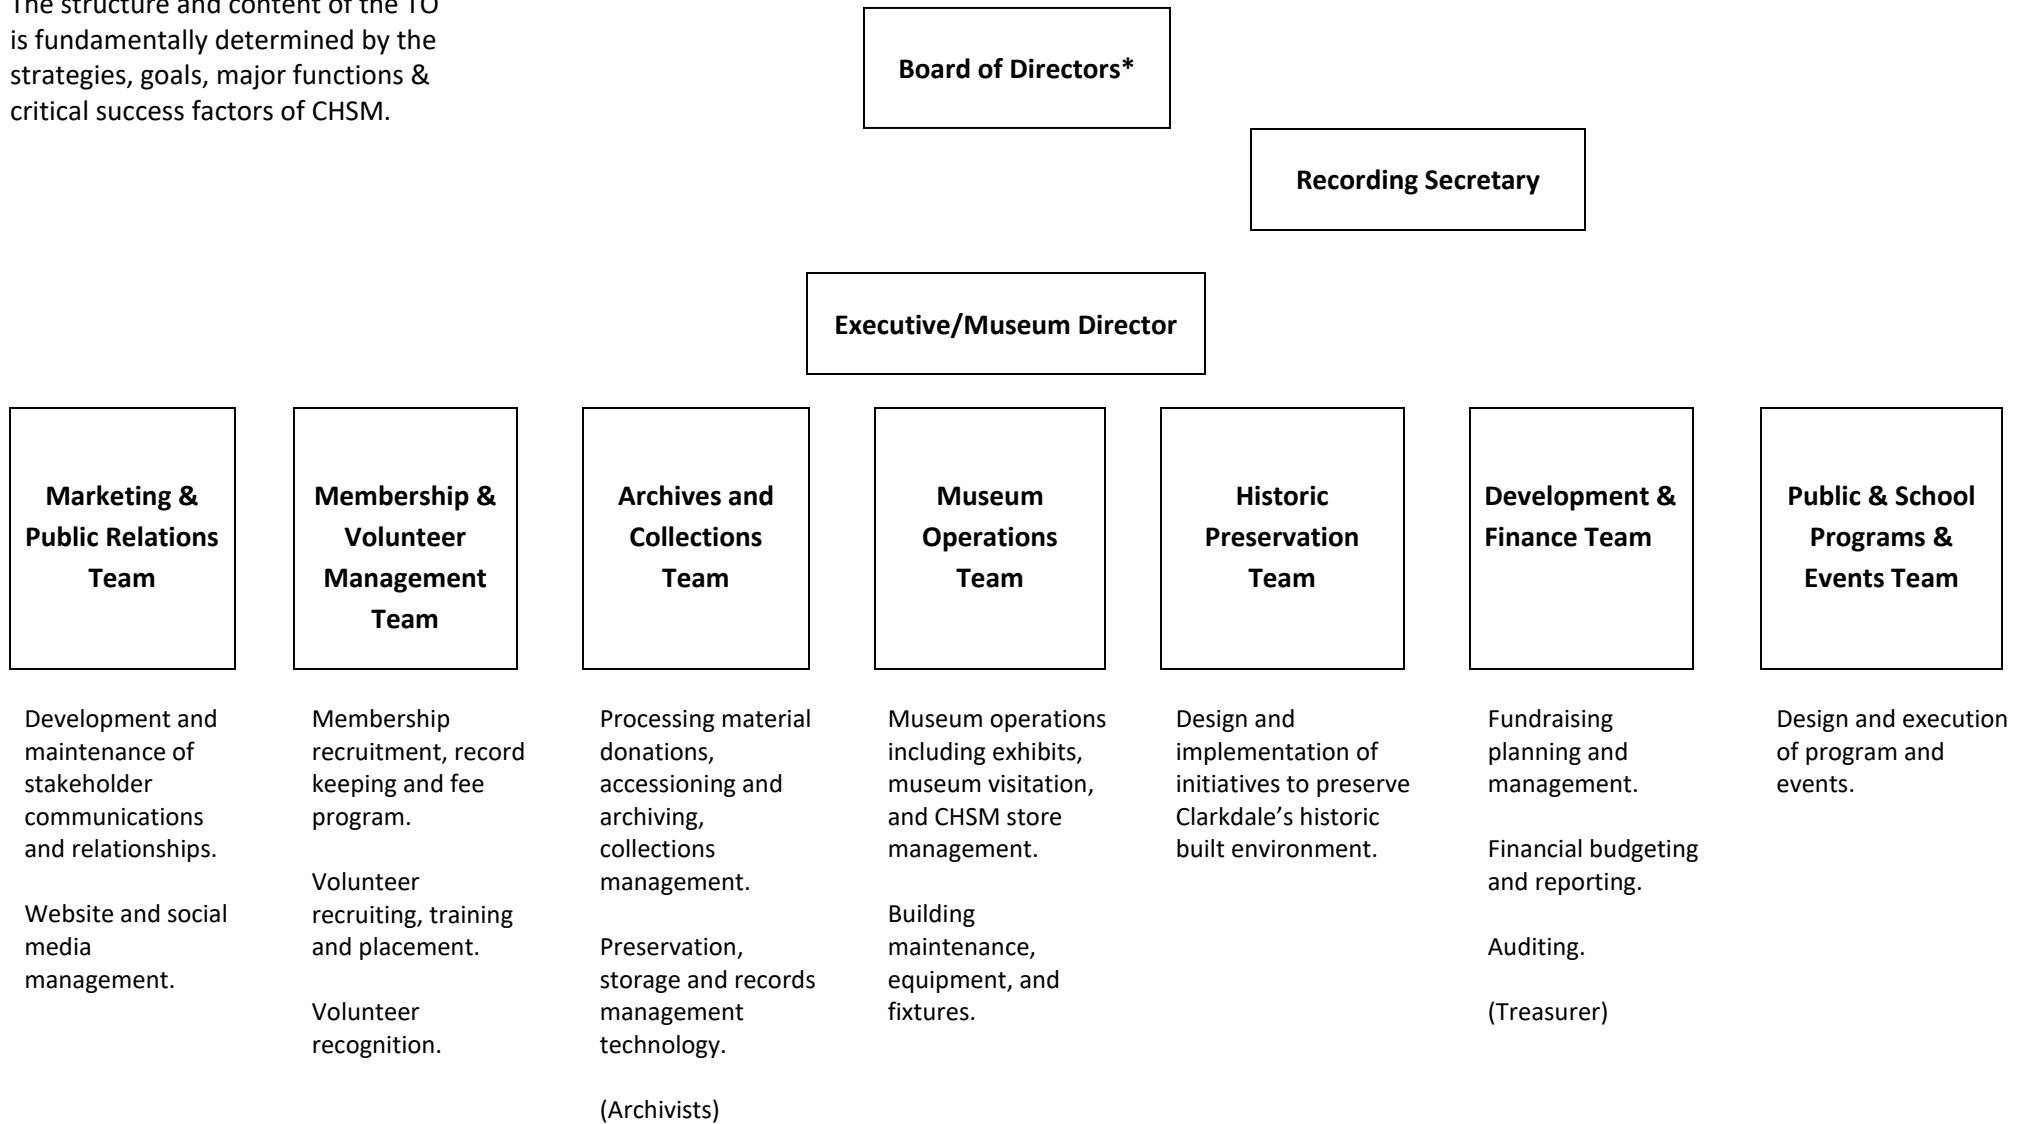 The structure and content of the TO
is fundamentally determined by the
strategies, goals, major functions &
critical success factors of CHSM.
Board of Directors*
Recording Secretary
Executive/Museum Director
Marketing &
Public Relations
Team
Membership &
Volunteer
Management
Team
Archives and
Collections
Team
Museum
Operations
Team
Historic
Preservation
Team
Development &
Finance Team
Public & School
Programs &
Events Team
Development and
maintenance of
stakeholder
communications
and relationships.
Website and social
media
management.
Membership
recruitment, record
keeping and fee
program.
Volunteer
recruiting, training
and placement.
Volunteer
recognition.
Processing material
donations,
accessioning and
archiving,
collections
management.
Preservation,
storage and records
management
technology.
(Archivists)
Museum operations
including exhibits,
museum visitation,
and CHSM store
management.
Building
maintenance,
equipment, and
fixtures.
Design and
implementation of
initiatives to preserve
Clarkdale’s historic
built environment.
Fundraising
planning and
management.
Financial budgeting
and reporting.
Auditing.
(Treasurer)
Design and execution
of program and
events.